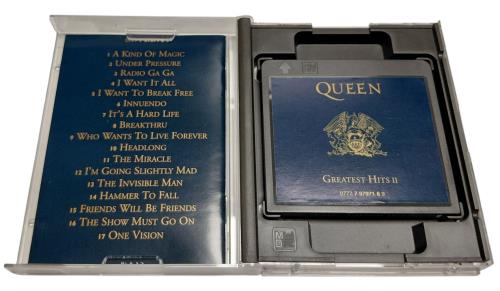 1 A Kind Of Magic
2 Under Pressure
3 Radio Ga Ga
4 I Want It All
5 I Want To Break Free
6 Innuendo
7 It's A Hard Life
8 Breakthru
9 Who Wants To Live Forever
10 Headlong
11 The Miracle
12 I'm Going Slightly Mad
13 The Invisible Man
14 Hammer To Fall
15 Friends Will Be Friends
16 The Show Must Go On
17 One Vision
Queen
Greatest Hits II